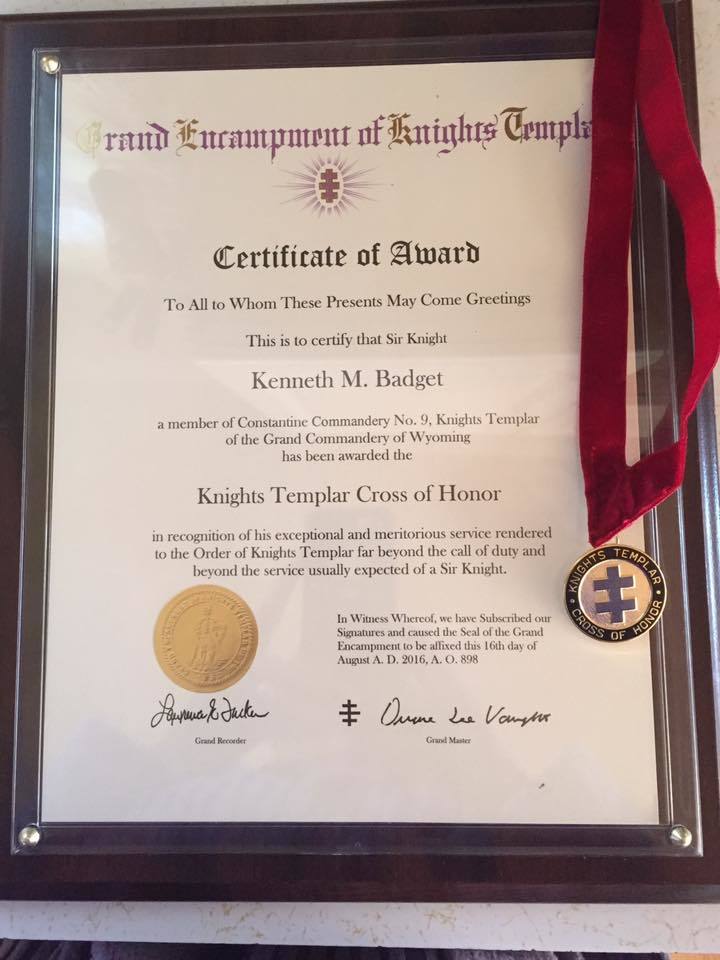 Grand Encampment of Knights Templa
Certificate of Award
To All to Whom These Presents May Come Greetings
This is to certify that Sir Knight
Kenneth M. Badget
a member of Constantine Commandery No. 9, Knights Templar
of the Grand Commandery of Wyoming
has been awarded the
Knights Templar Cross of Honor
in recognition of his exceptional and meritorious service rendered
to the Order of Knights Templar far beyond the call of duty and
beyond the service usually expected of a Sir Knight.
In Witness Whereof, we have Subscribed our
Signatures and caused the Seal of the Grand
Encampment to be affixed this 16th day of
August A. D. 2016, A. O. 898
Grand Recorder
Grand Master
KNIGHTS TEMPLAR
CROSS OF HONOR